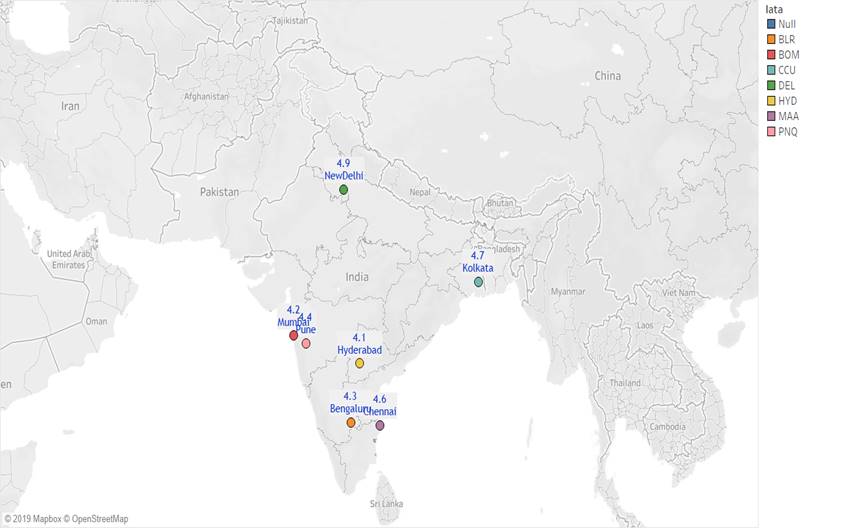 Tajikistan
China
Iran
Afghanistan
4.9
NewDelhi
Pakistan
Nepal
Bhutan
Bangladesh
4.7
Kolkata
United Arab
Emirates
India
Myanmar
Viet Nam
Oman
4.2
Mumbai
4.4
Pune
Laos
4.1
Hyderabad
en
Thailand
4.3
Bengaluru
4.6
Chennai
Cambodia
Sri Lanka
© 2019 Mapbox © OpenStreetMap
Iata
Null
BLR
BOM
CCU
DEL
HYD
MAA
PNQ